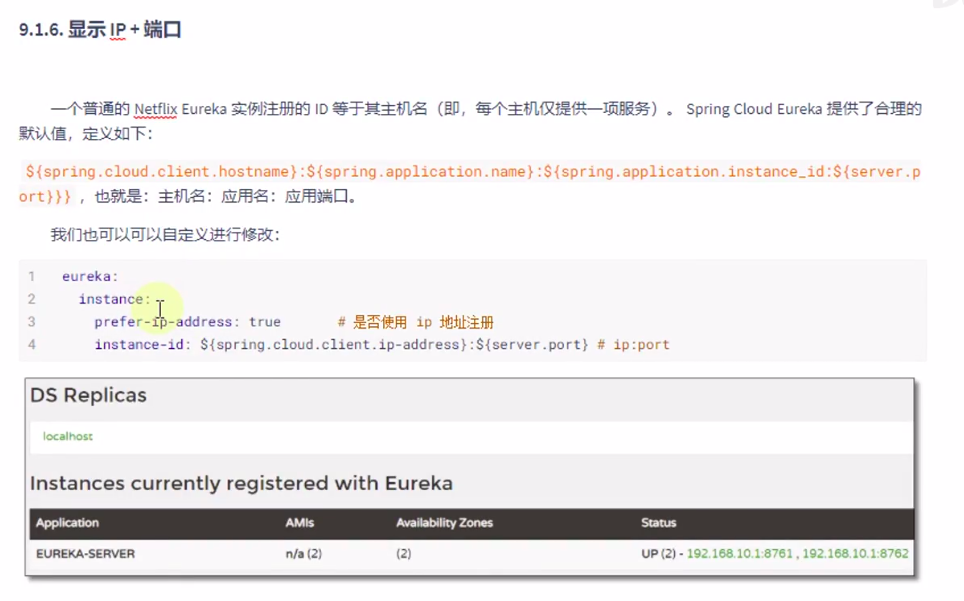 9.1.6. 显示 IP + 端口
一个普通的 Netflix Eureka 实例注册的 ID 等于其主机名（即，每个主机仅提供一项服务）。 Spring Cloud Eureka 提供了合理的
默认值，定义如下：
${spring.cloud.client.hostname}:${spring.application.name}:${spring.application.instance_id:${server.p
ort}}} ，也就是：主机名：应用名：应用端口。
我们也可以可以自定义进行修改：
1 eureka:
2 instance:
3 prefer-ip-address: true # 是否使用 ip 地址注册
4 instance-id: ${spring.cloud.client.ip-address}:${server.port} # ip:port
DS Replicas
localhost
Instances currently registered with Eureka
Application AMIs Availability Zones Status
EUREKA-SERVER n/a (2) (2) UP (2) - 192.168.10.1:8761 , 192.168.10.1:8762